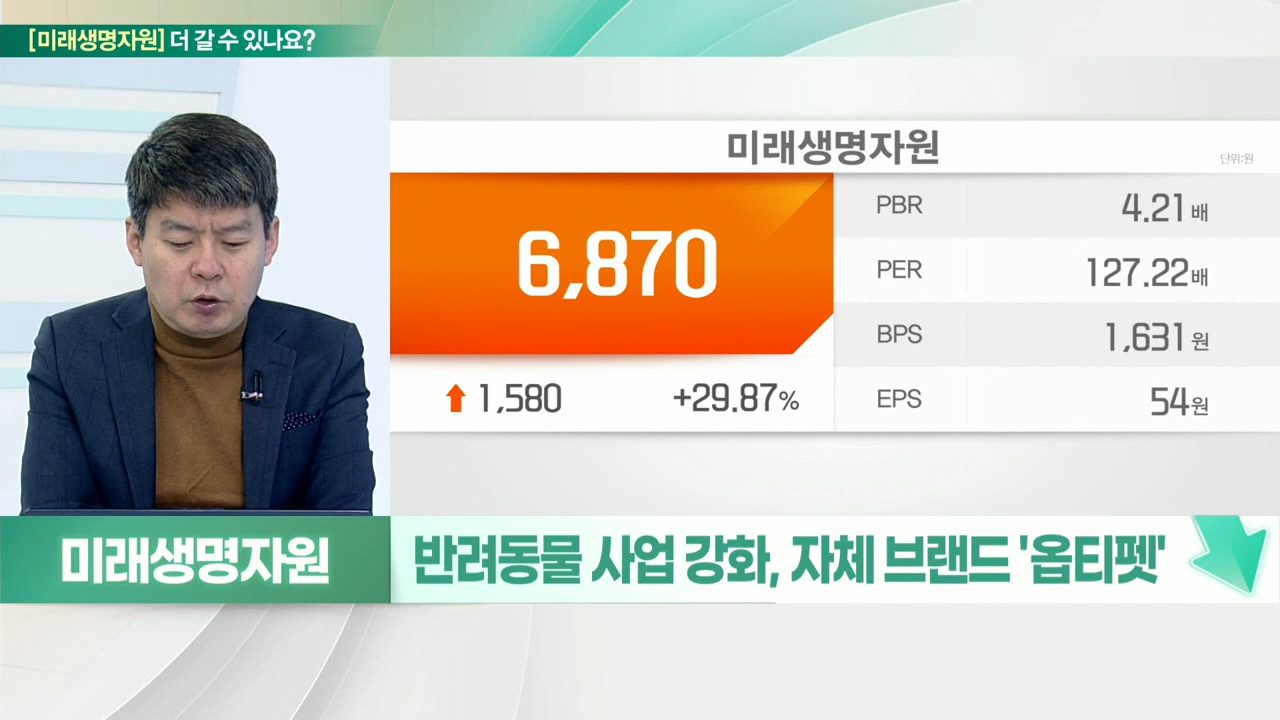 [미래생명자원] 더 갈 수 있나요?
미래생명자원
단위:원
6,870
1,580 +29.87%
PBR 4.21배
PER 127.22배
BPS 1,631원
EPS 54원
미래생명자원
반려동물 사업 강화, 자체 브랜드 '옵티펫'